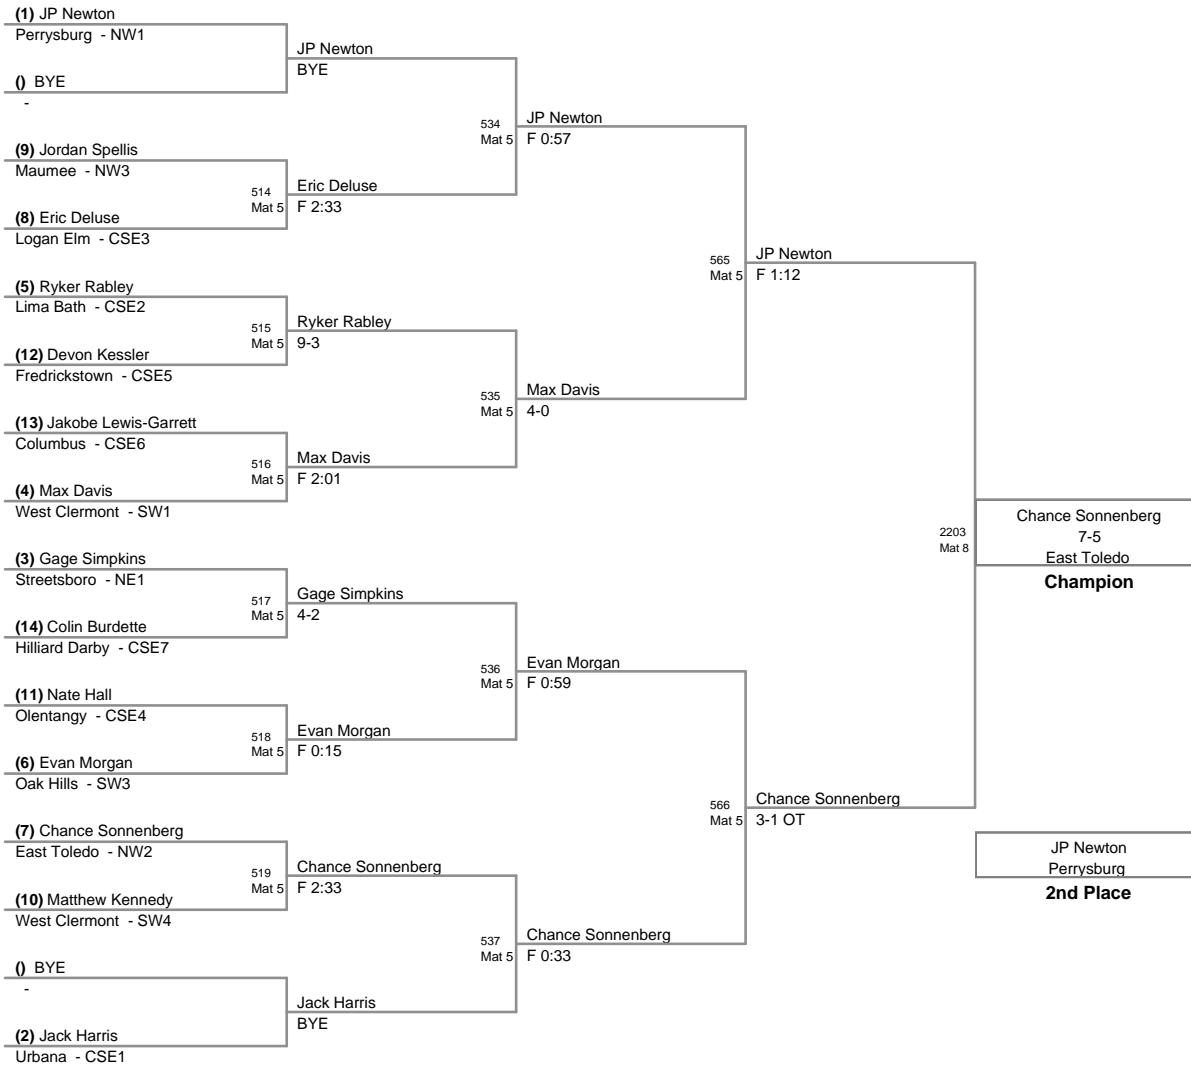 (1) JP Newton
Perrysburg - NW1
() BYE
-
JP Newton
BYE
(9) Jordan Spellis
Maumee - NW3
(8) Eric Deluse
Logan Elm - CSE3
514
Mat 5
Eric Deluse
F 2:33
534
Mat 5
JP Newton
F 0:57
(5) Ryker Rabley
Lima Bath - CSE2
(12) Devon Kessler
Fredrickstown - CSE5
515
Mat 5
Ryker Rabley
9-3
(13) Jakobe Lewis-Garrett
Columbus - CSE6
(4) Max Davis
West Clermont - SW1
516
Mat 5
Max Davis
F 2:01
535
Mat 5
Max Davis
4-0
565
Mat 5
JP Newton
F 1:12
(3) Gage Simpkins
Streetsboro - NE1
(14) Colin Burdette
Hilliard Darby - CSE7
517
Mat 5
Gage Simpkins
4-2
(11) Nate Hall
Olentangy - CSE4
(6) Evan Morgan
Oak Hills - SW3
518
Mat 5
Evan Morgan
F 0:15
536
Mat 5
Evan Morgan
F 0:59
(7) Chance Sonnenberg
East Toledo - NW2
(10) Matthew Kennedy
West Clermont - SW4
519
Mat 5
Chance Sonnenberg
F 2:33
() BYE
-
(2) Jack Harris
Urbana - CSE1
Jack Harris
BYE
537
Mat 5
Chance Sonnenberg
F 0:33
566
Mat 5
Chance Sonnenberg
3-1 OT
2203
Mat 8
Chance Sonnenberg
7-5
East Toledo
Champion
JP Newton
Perrysburg
2nd Place